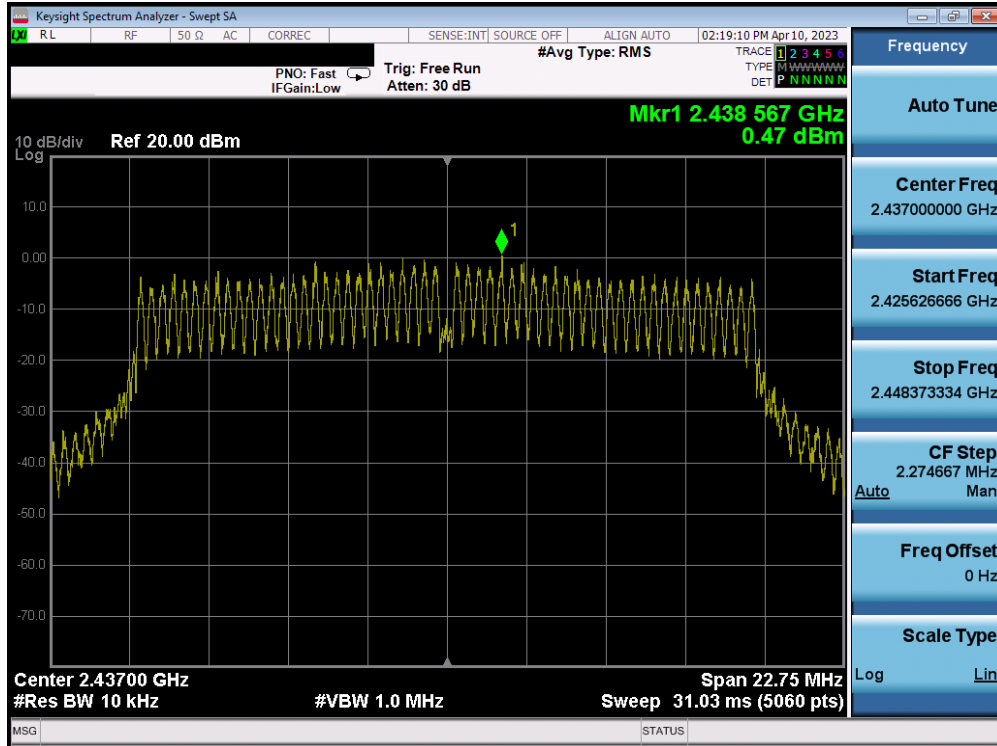 Keysight Spectrum Analyzer - Swept SA
LXI RL RF 50 Ω AC CORREC SENSE:INT SOURCE OFF ALIGN AUTO 02:19:10 PM Apr 10, 2023
#Avg Type: RMS TRACE 1 2 3 4 5 6
PNO: Fast Trig: Free Run TYPE M WWWWW
IFGain:Low Atten: 30 dB DET P N N N N N
Mkr1 2.438 567 GHz
0.47 dBm
10 dB/div Ref 20.00 dBm
Log
10.0
1
0.00
-10.0
-20.0
-30.0
-40.0
-50.0
-60.0
-70.0
Center 2.43700 GHz Span 22.75 MHz
#Res BW 10 kHz #VBW 1.0 MHz Sweep 31.03 ms (5060 pts)
MSG STATUS
Frequency
Auto Tune
Center Freq
2.437000000 GHz
Start Freq
2.425626666 GHz
Stop Freq
2.448373334 GHz
CF Step
2.274667 MHz
Auto Man
Freq Offset
0 Hz
Scale Type
Log Lin